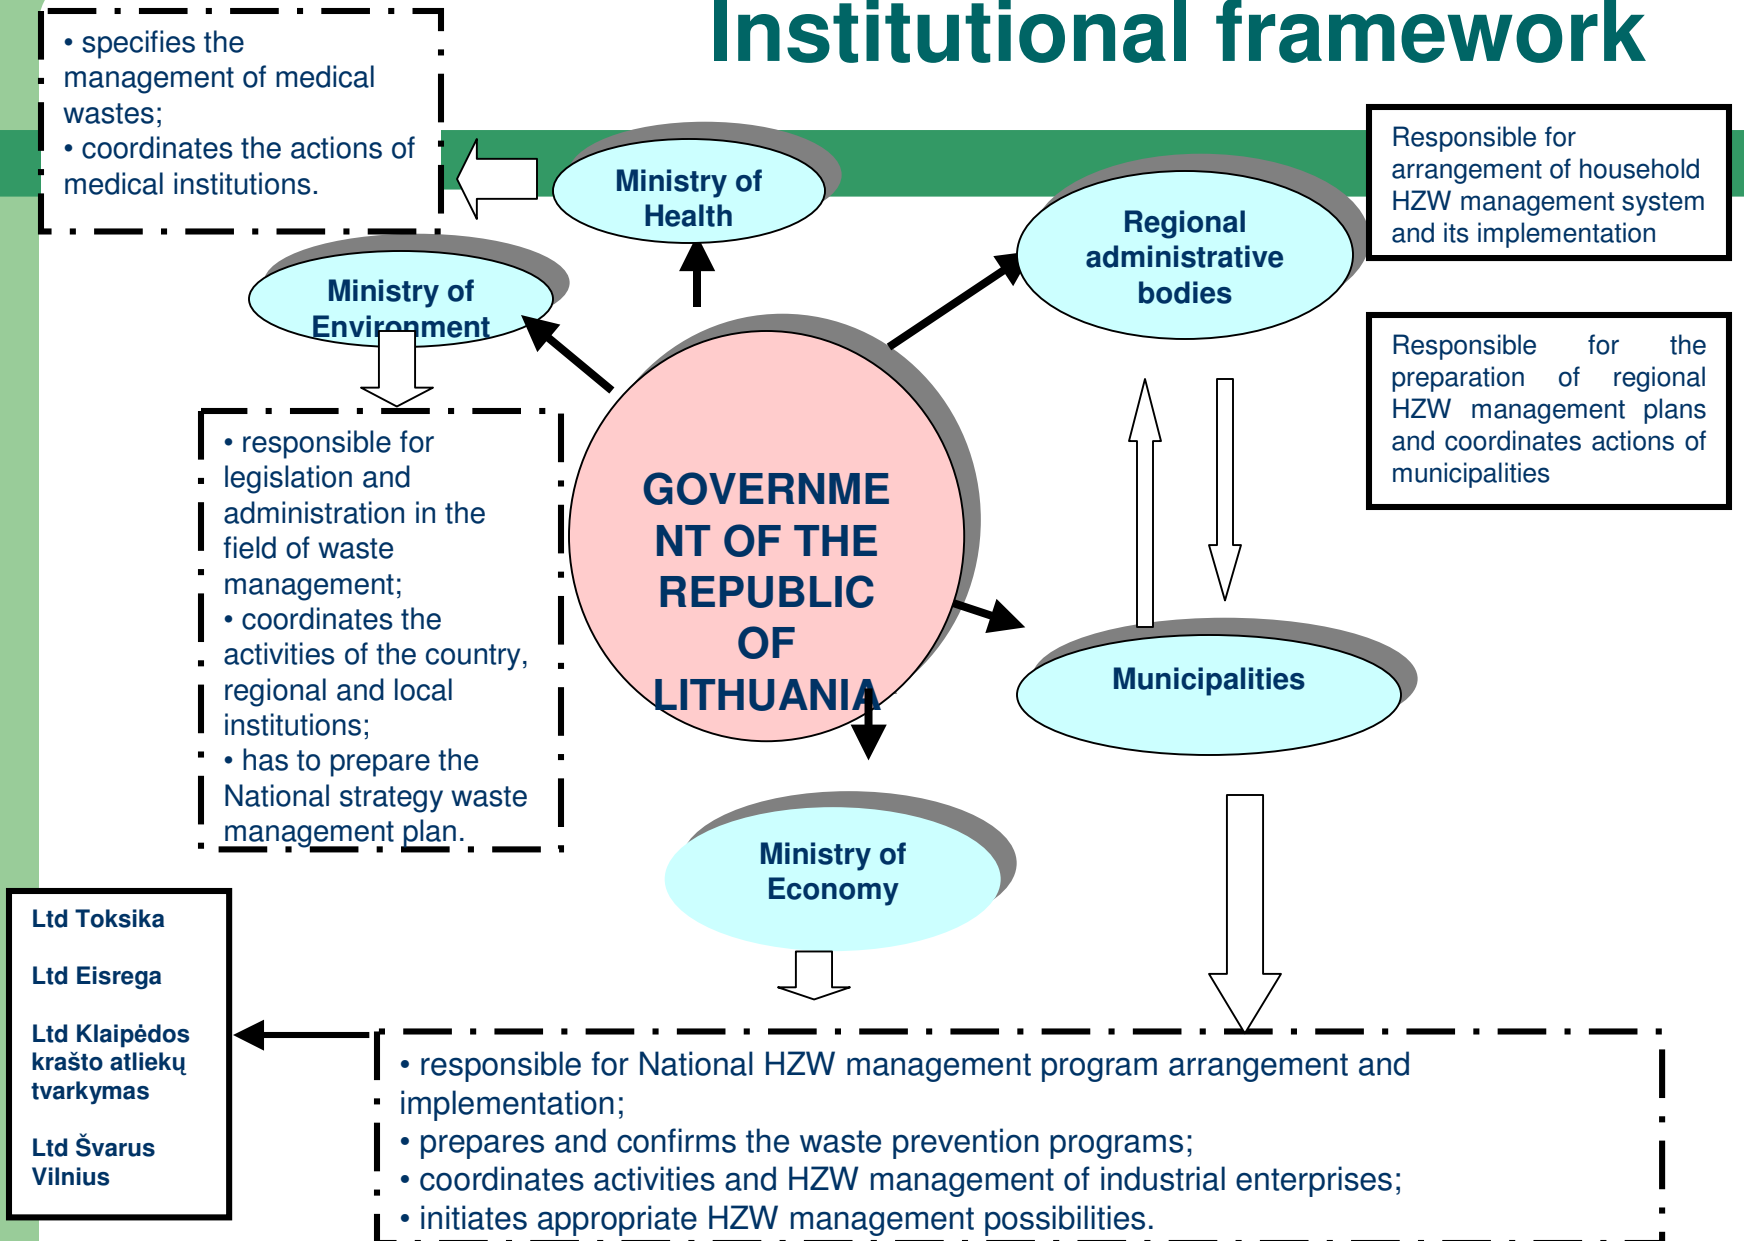 Institutional framework
• specifies the
management of medical
wastes;
• coordinates the actions of
medical institutions.
Ministry of
Health
Regional
administrative
bodies
Responsible for
arrangement of household
HZW management system
and its implementation
Ministry of
Environment
Responsible for the
preparation of regional
HZW management plans
and coordinates actions of
municipalities
• responsible for
legislation and
administration in the
field of waste
management;
• coordinates the
activities of the country,
regional and local
institutions;
• has to prepare the
National strategy waste
management plan.
GOVERNME
NT OF THE
REPUBLIC
OF
LITHUANIA
Municipalities
Ministry of
Economy
Ltd Toksika
Ltd Eisrega
Ltd Klaipėdos
krašto atliekų
tvarkymas
Ltd Švarus
Vilnius
• responsible for National HZW management program arrangement and
implementation;
• prepares and confirms the waste prevention programs;
• coordinates activities and HZW management of industrial enterprises;
• initiates appropriate HZW management possibilities.